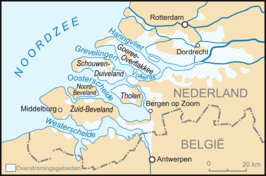 NOORDZEE
Rotterdam
Haringvliet
Dordrecht
Goeree-
Overflakkee
Grevelingen
Schouwen-
Duiveland
Volkerak
Oosterschelde
Noord-
Beveland
Tholen
NEDERLAND
Middelburg
Zuid-Beveland
Bergen op Zoom
Westerschelde
BELGIË
Antwerpen
Overstromingsgebieden
0
20 km